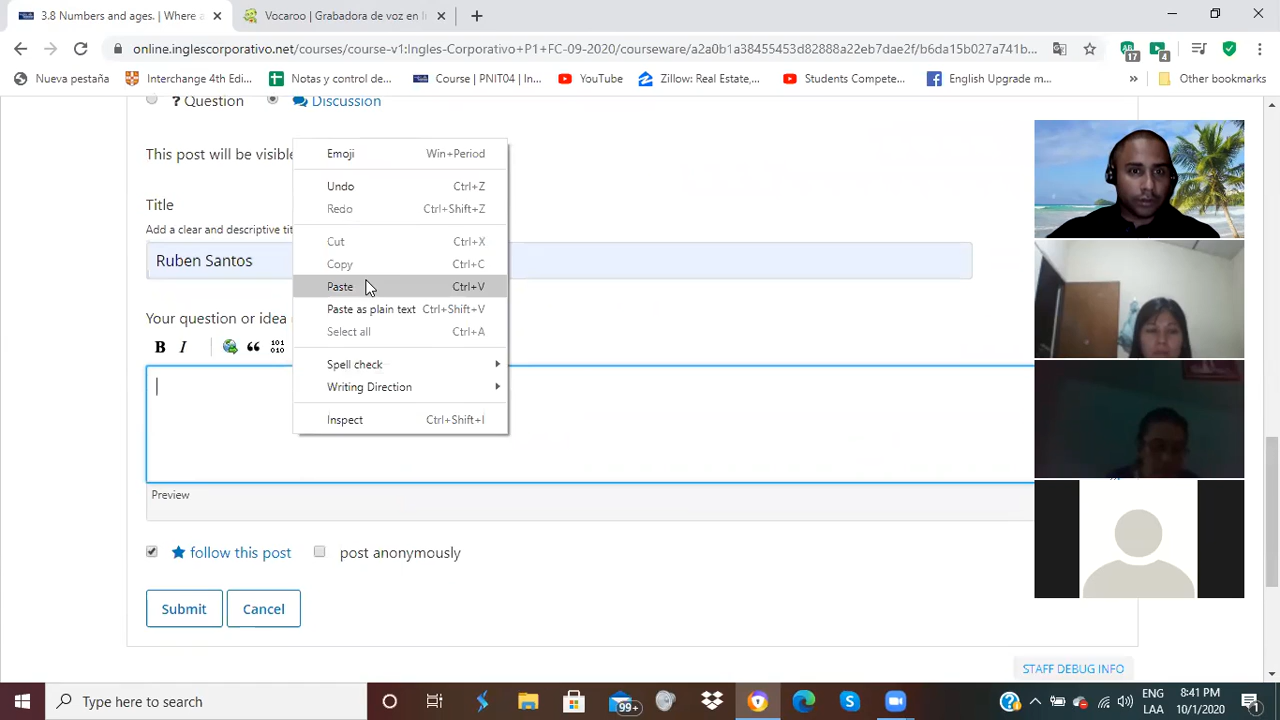 3.8 Numbers and ages. | Where a
Vocaroo | Grabadora de voz en l
online.inglescorporativo.net/courses/course-v1:Ingles-Corporativo+P1+FC-09-2020/courseware/a2a0b1a38455453d82888a22eb7dae2f/b6da15b027a741b...
17
4
Nueva pestaña
Interchange 4th Edi...
Notas y control de...
Course | PNIT04 | In...
YouTube
Zillow: Real Estate,...
Students Compete...
English Upgrade m...
»
Other bookmarks
? Question
Discussion
This post will be visible
Title
Add a clear and descriptive tit
Ruben Santos
Your question or idea
B I
101
010
Emoji Win+Period
Undo Ctrl+Z
Redo Ctrl+Shift+Z
Cut Ctrl+X
Copy Ctrl+C
Paste Ctrl+V
Paste as plain text Ctrl+Shift+V
Select all Ctrl+A
Spell check
Writing Direction
Inspect Ctrl+Shift+I
Preview
follow this post
post anonymously
Submit
Cancel
STAFF DEBUG INFO
Type here to search
99+
ENG
LAA
8:41 PM
10/1/2020
1